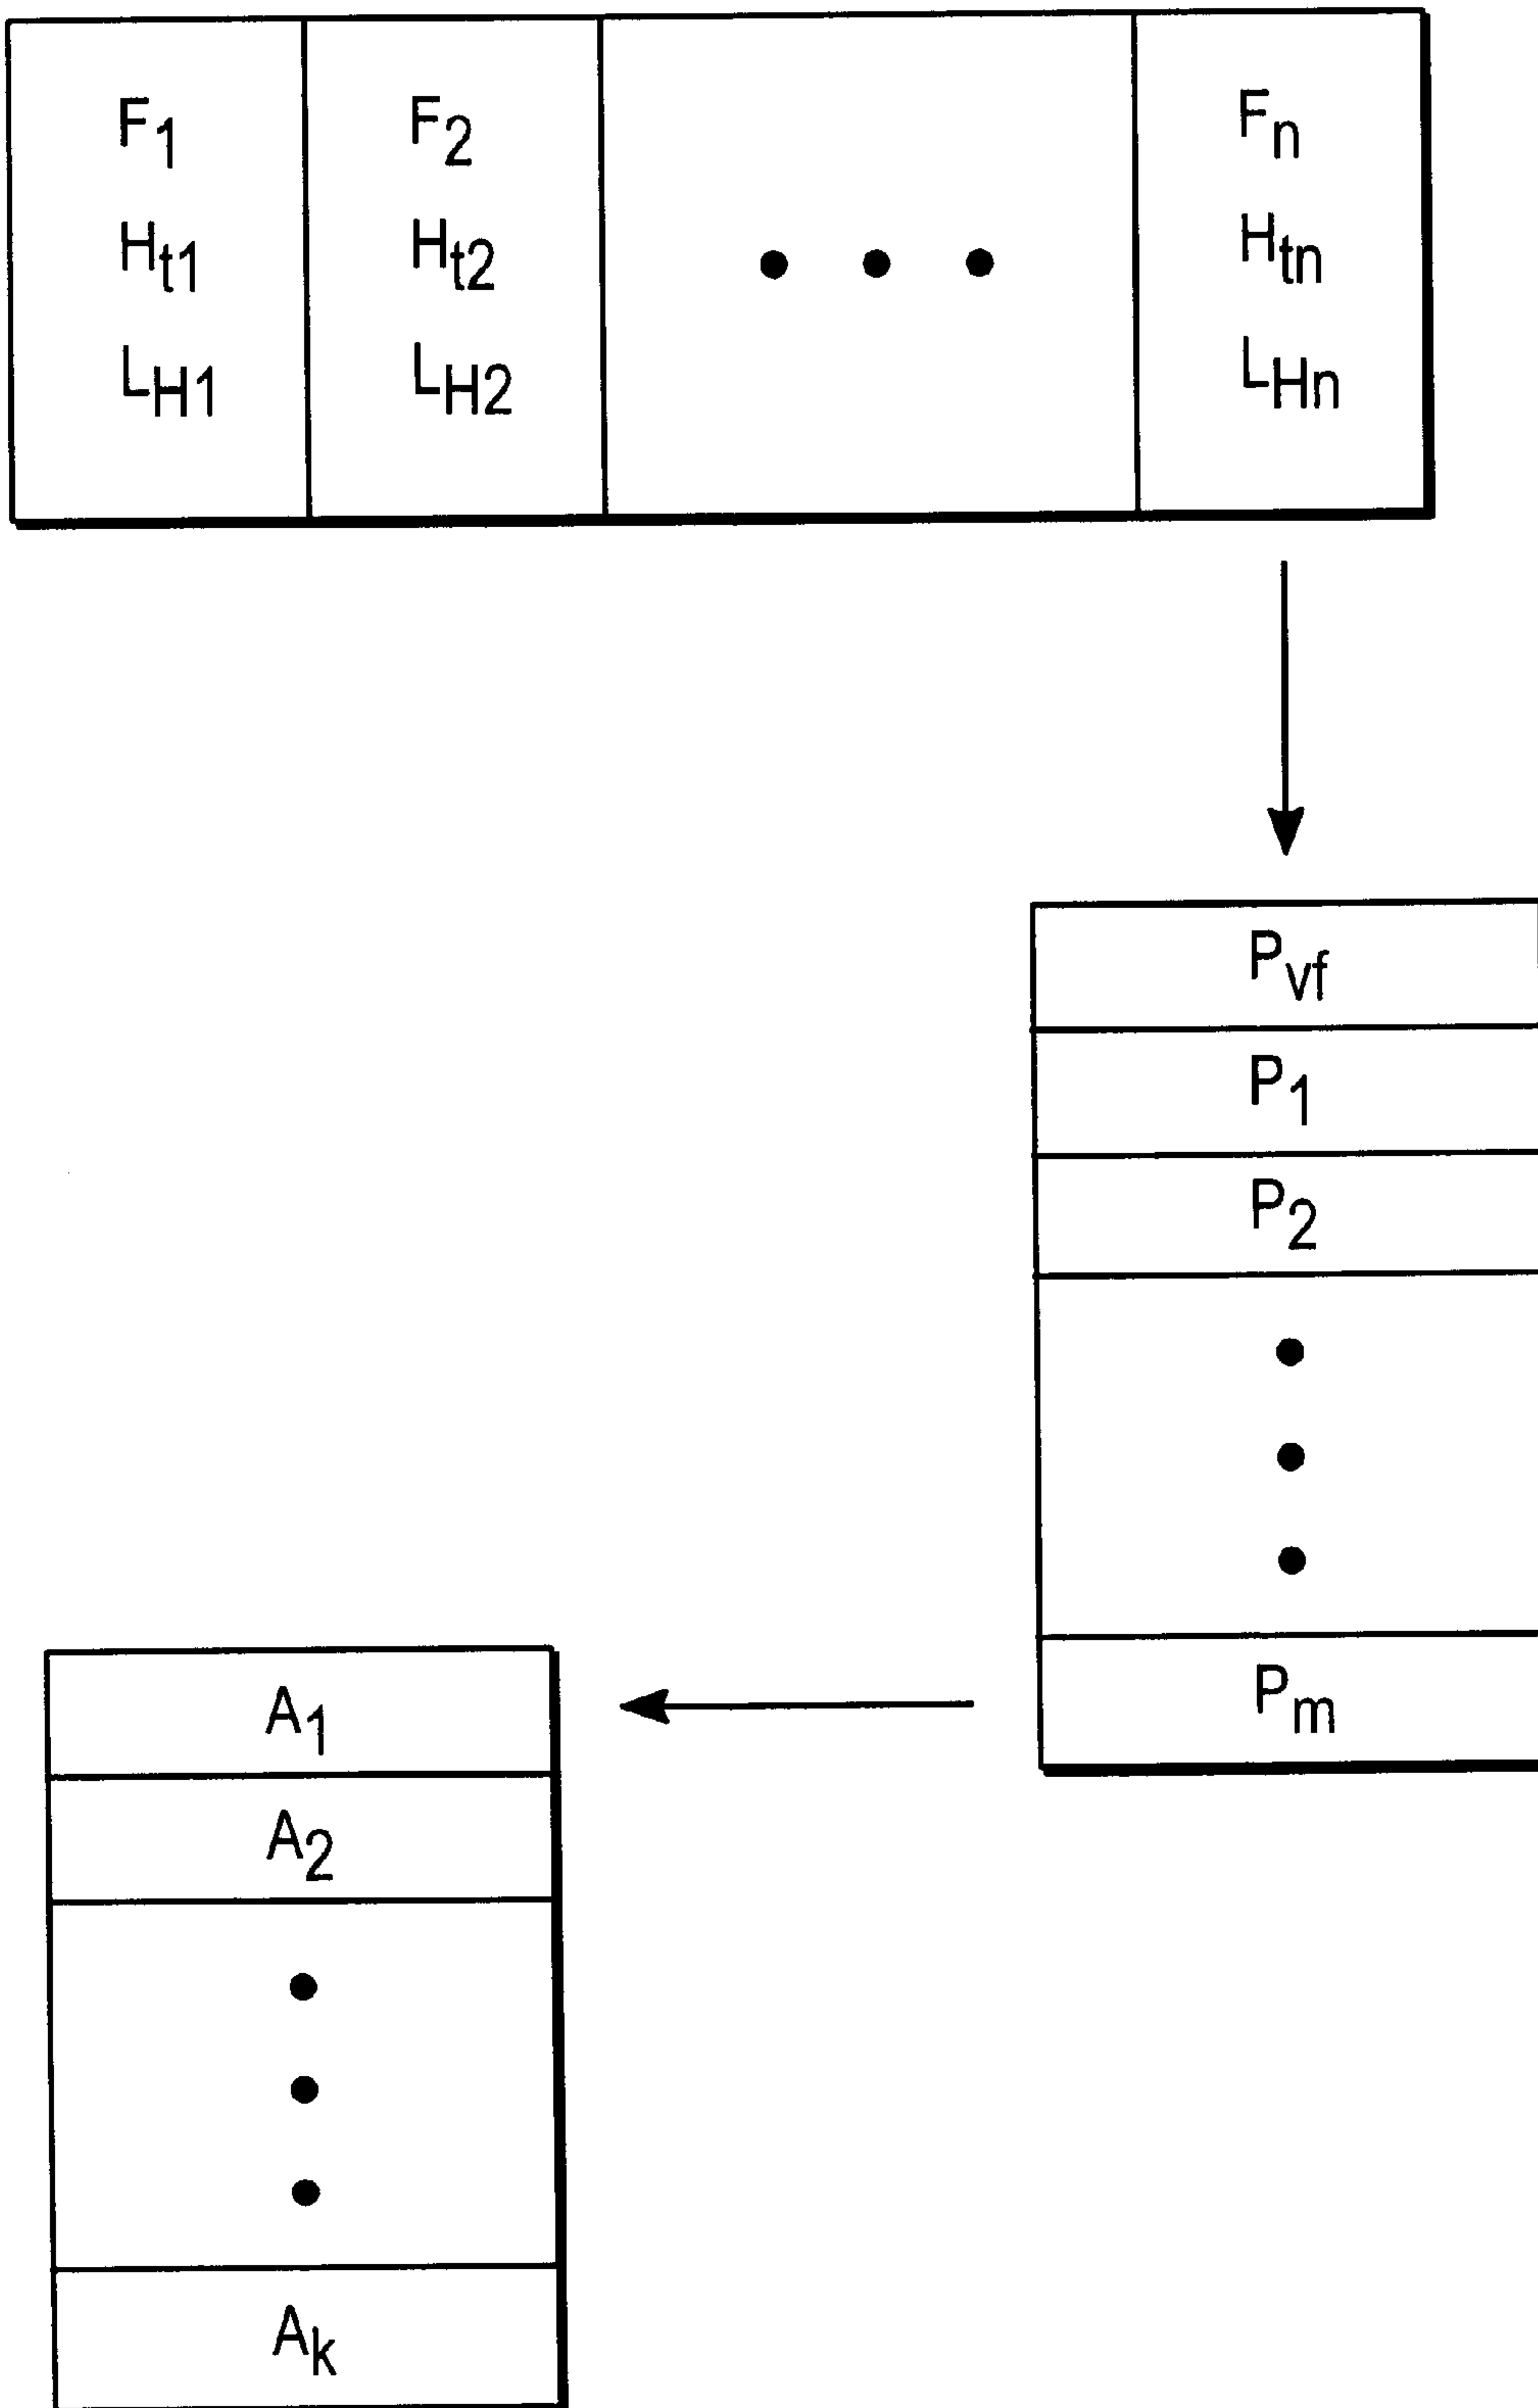 F1 F2 Fn
Ht1 Ht2 • • • Htn
LH1 LH2 LHn
Pvf
P1
P2
•
•
•
Pm
A1
A2
•
•
•
Ak